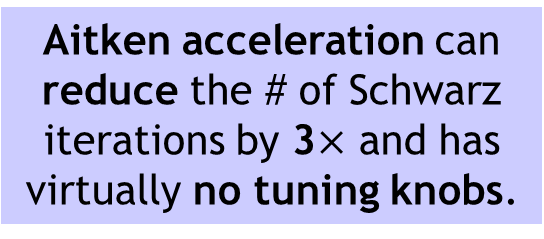 Aitken acceleration can
reduce the # of Schwarz
iterations by 3× and has
virtually no tuning knobs.